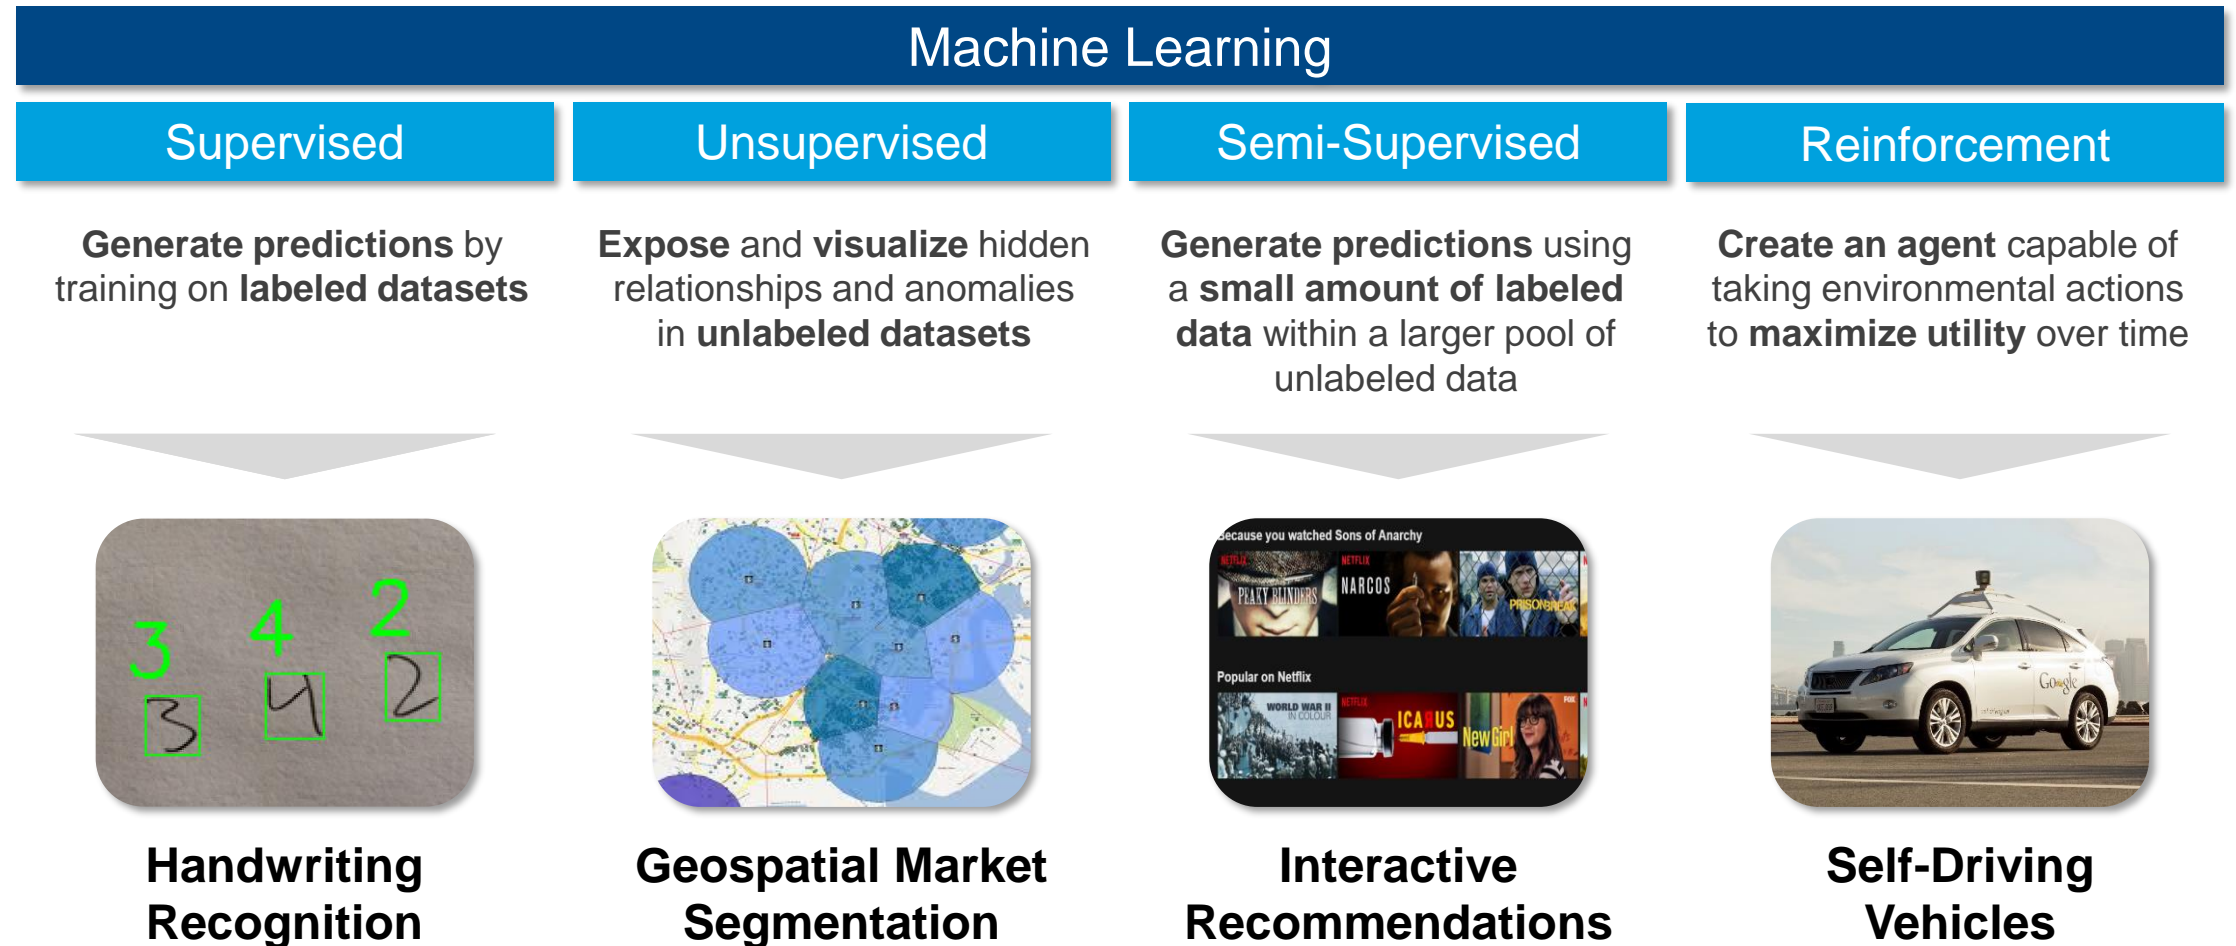 Machine Learning
Supervised
Generate predictions by
training on labeled datasets
3 4 2
3 4 2
Handwriting
Recognition
Unsupervised
Expose and visualize hidden
relationships and anomalies
in unlabeled datasets
Geospatial Market
Segmentation
Semi-Supervised
Generate predictions using
a small amount of labeled
data within a larger pool of
unlabeled data
Because you watched Sons of Anarchy
NETFLIX
PEAKY BLINDERS
NETFLIX
NARCOS
PRISON BREAK
Popular on Netflix
WORLD WAR II
IN COLOUR
NETFLIX
ICARUS
FOX
New Girl
Interactive
Recommendations
Reinforcement
Create an agent capable of
taking environmental actions
to maximize utility over time
Google
Self-Driving
Vehicles